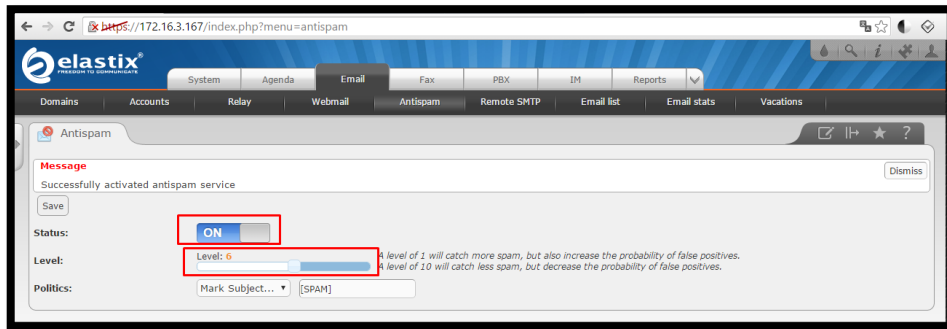 https://172.16.3.167/index.php?menu=antispam
elastix®
FREEDOM TO COMMUNICATE
System Agenda Email Fax PBX IM Reports
Domains Accounts Relay Webmail Antispam Remote SMTP Email list Email stats Vacations
Antispam
Message
Dismiss
Successfully activated antispam service
Save
Status: ON
Level: Level: 6 A level of 1 will catch more spam, but also increase the probability of false positives.
A level of 10 will catch less spam, but decrease the probability of false positives.
Politics: Mark Subject... [SPAM]